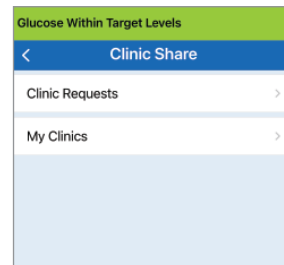 Glucose Within Target Levels
Clinic Share
Clinic Requests
My Clinics